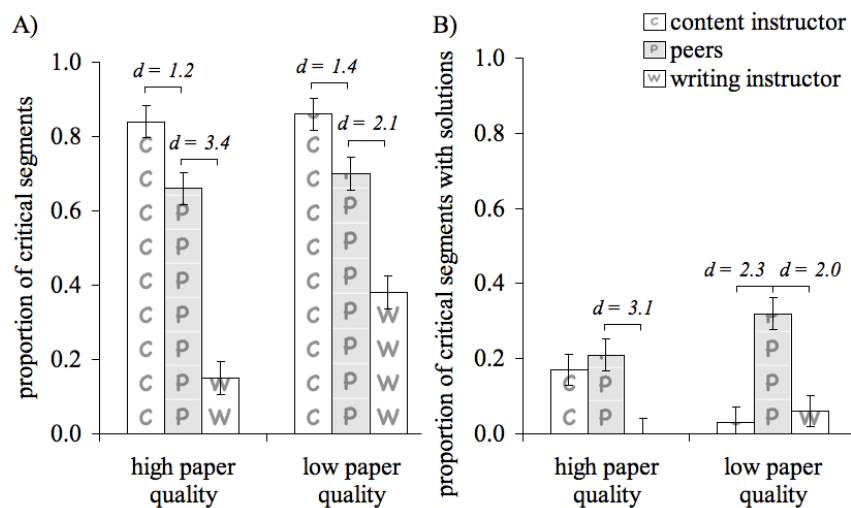 A)
proportion of critical segments
1.0
0.8
0.6
0.4
0.2
0.0
d = 1.2
d = 3.4
d = 1.4
d = 2.1
C
C
C
C
C
C
C
C
P
P
P
P
P
P
P
W
W
C
C
C
C
C
C
C
C
P
P
P
P
P
P
P
W
W
W
W
high paper
quality
low paper
quality
B)
content instructor
peers
writing instructor
proportion of critical segments with solutions
1.0
0.8
0.6
0.4
0.2
0.0
d = 3.1
d = 2.3
d = 2.0
C
C
P
P
P
P
P
P
W
high paper
quality
low paper
quality